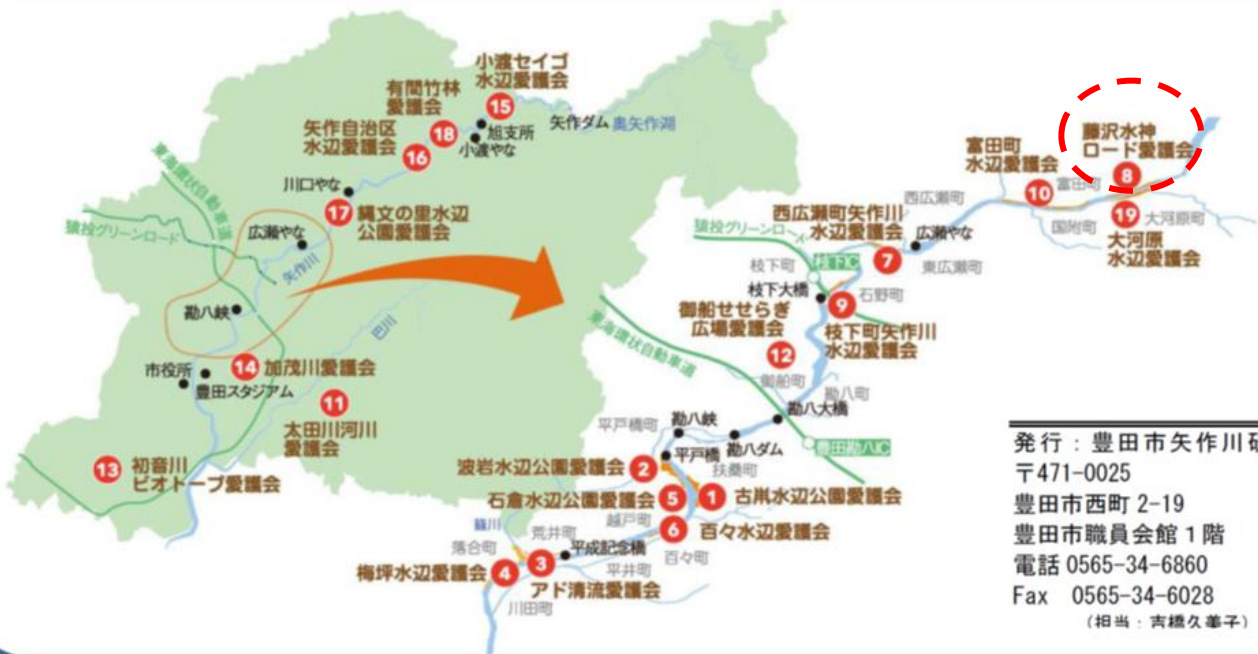 小渡セイゴ
水辺愛護会
15
有間竹林
愛護会
18
旭支所
小渡やな
矢作ダム
奥矢作湖
矢作自治区
水辺愛護会
16
川口やな
17
縄文の里水辺
公園愛護会
東海環状自動車道
猿投グリーンロード
広瀬やな
矢作川
勘八峡
巴川
市役所
豊田スタジアム
14
加茂川愛護会
11
太田川河川
愛護会
13
初音川
ビオトープ愛護会
藤沢水神
ロード愛護会
8
富田町
水辺愛護会
10
富田町
19
大河原町
大河原
水辺愛護会
国附町
西広瀬町
西広瀬町矢作川
水辺愛護会
7
広瀬やな
東広瀬町
猿投グリーンロード
枝下町
枝下IC
枝下大橋
石野町
9
枝下町矢作川
水辺愛護会
御船せせらぎ
広場愛護会
12
御船町
東海環状自動車道
勘八町
勘八大橋
豊田勘八IC
勘八ダム
勘八峡
平戸橋町
平戸橋
扶桑町
波岩水辺公園愛護会
2
石倉水辺公園愛護会
5
1
古鼡水辺公園愛護会
越戸町
6
百々水辺愛護会
百々町
籠川
荒井町
落合町
平成記念橋
平井町
梅坪水辺愛護会
4
3
アド清流愛護会
川田町
発行：豊田市矢作川研
〒471-0025
豊田市西町 2-19
豊田市職員会館 1 階
電話 0565-34-6860
Fax 0565-34-6028
（担当：吉橋久美子）